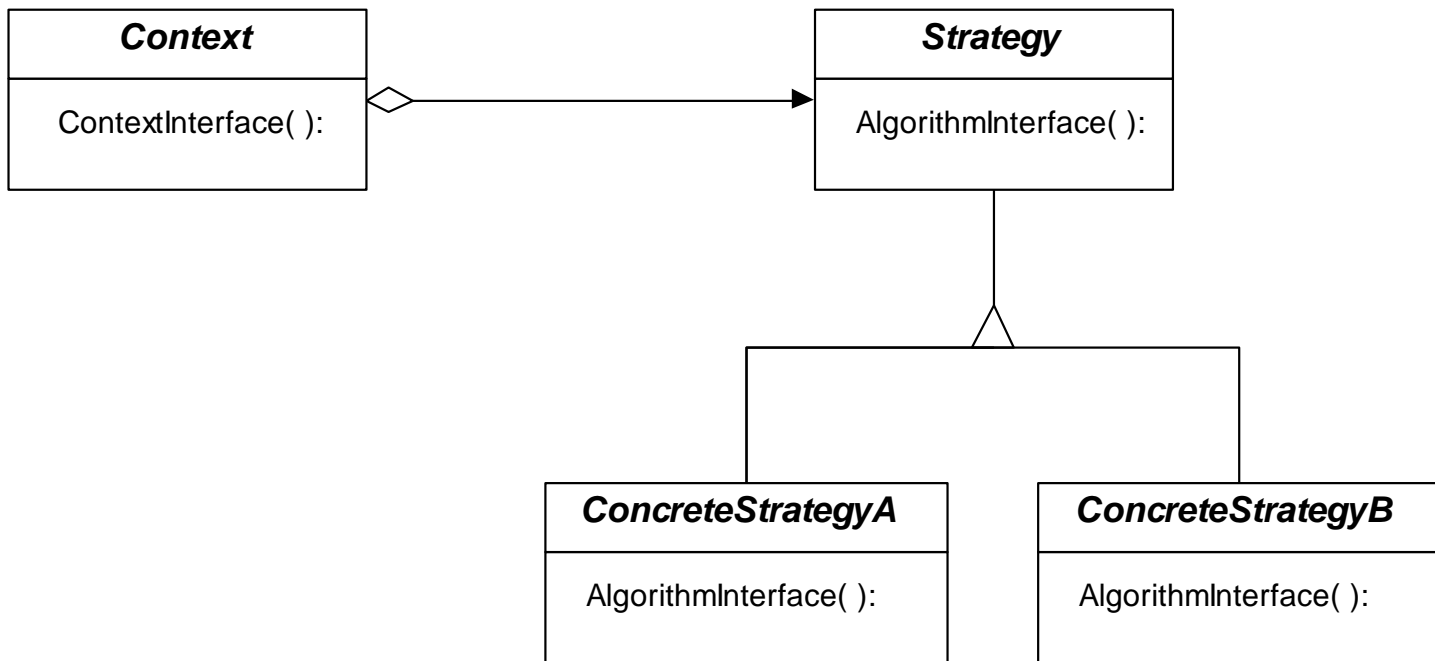 Context
ContextInterface( ):
Strategy
AlgorithmInterface( ):
ConcreteStrategyA
AlgorithmInterface( ):
ConcreteStrategyB
AlgorithmInterface( ):